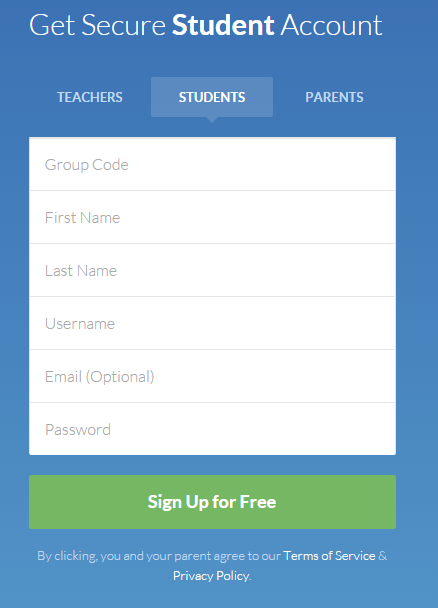 Get Secure Student Account
TEACHERS STUDENTS PARENTS
Group Code
First Name
Last Name
Username
Email (Optional)
Password
Sign Up for Free
By clicking, you and your parent agree to our Terms of Service &
Privacy Policy.